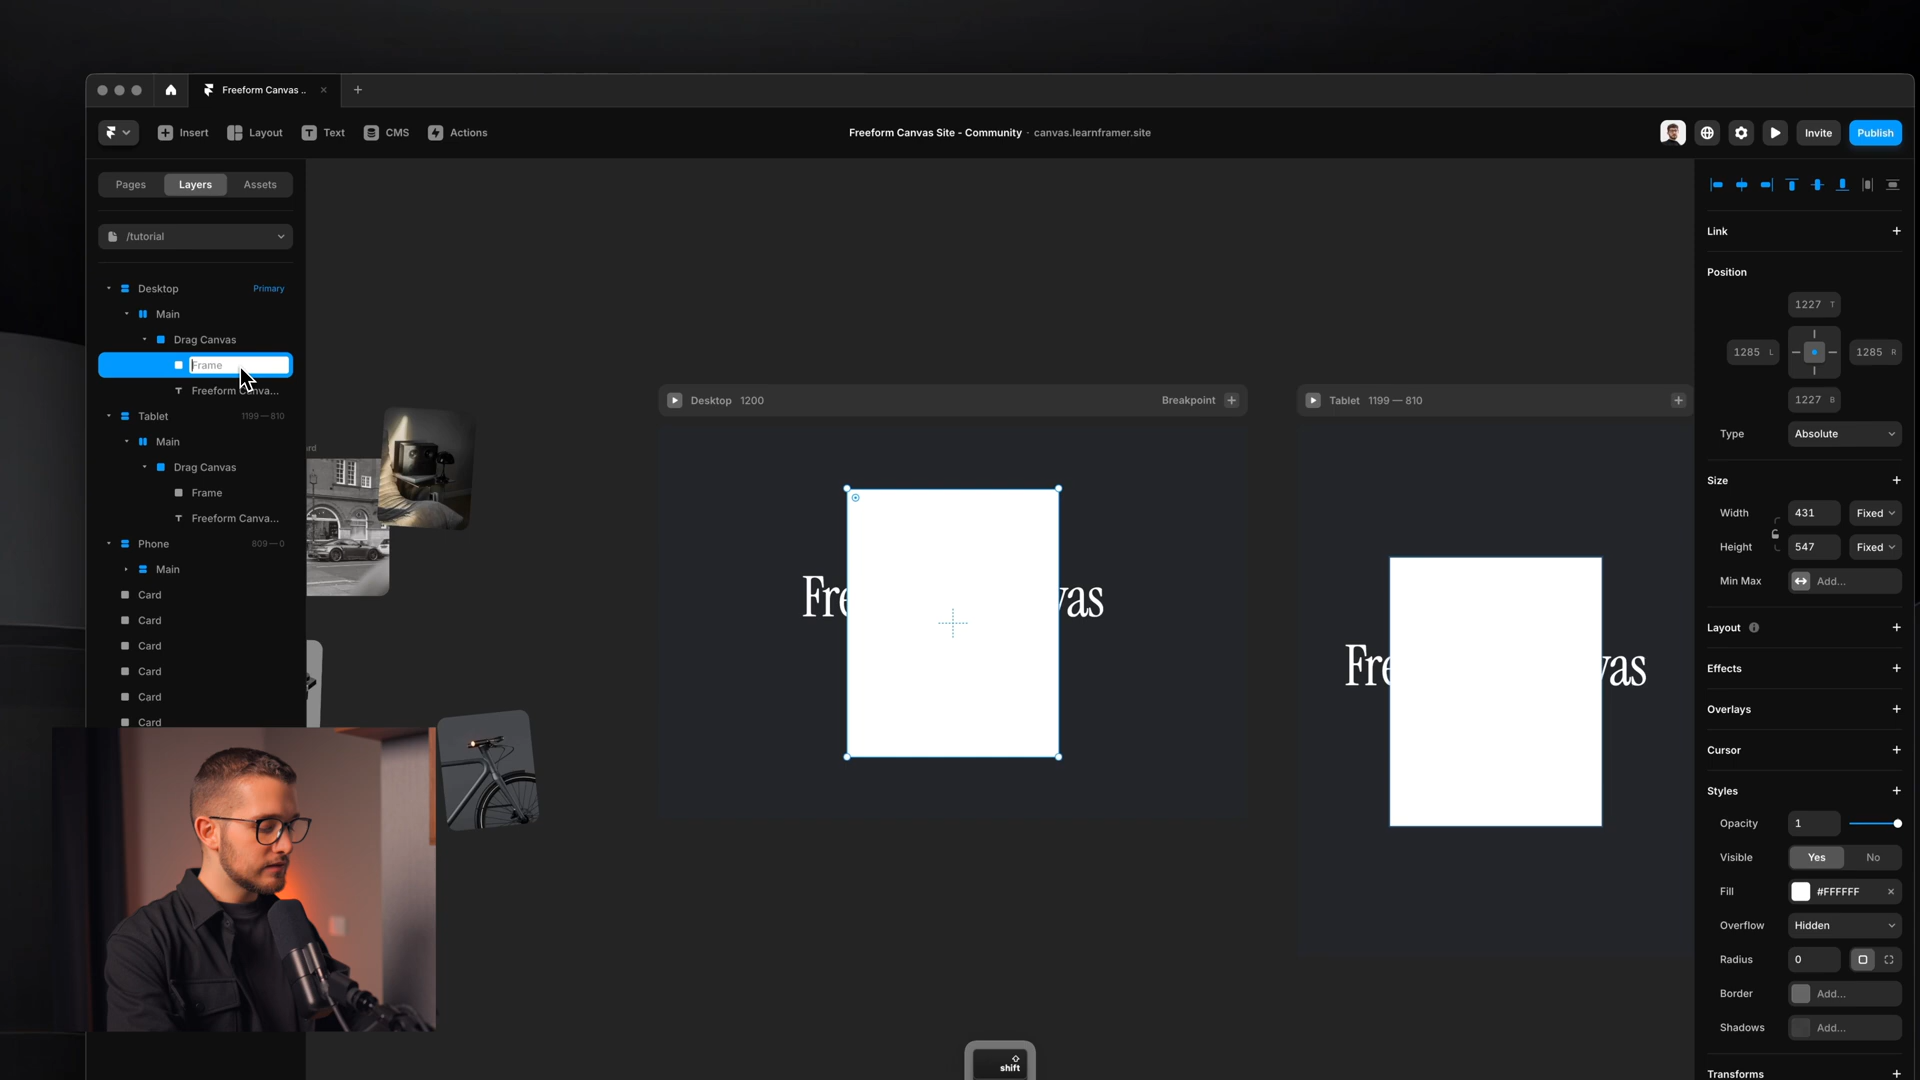 Freeform Canvas ..
Insert
Layout
Text
CMS
Actions
Freeform Canvas Site - Community · canvas.learnframer.site
Invite
Publish
Pages
Layers
Assets
/tutorial
Desktop
Primary
Main
Drag Canvas
Frame
Freeform Canva...
Tablet
1199 — 810
Main
Drag Canvas
Frame
Freeform Canva...
Phone
809 — 0
Main
Card
Card
Card
Card
Card
Card
rd
Desktop 1200
Breakpoint
Fre
vas
Tablet 1199 — 810
Fre
vas
shift
Link
Position
1227 T
1285 L
1285 R
1227 B
Type
Absolute
Size
Width
431
Fixed
Height
547
Fixed
Min Max
Add...
Layout
Effects
Overlays
Cursor
Styles
Opacity
1
Visible
Yes
No
Fill
#FFFFFF
Overflow
Hidden
Radius
0
Border
Add...
Shadows
Add...
Transforms